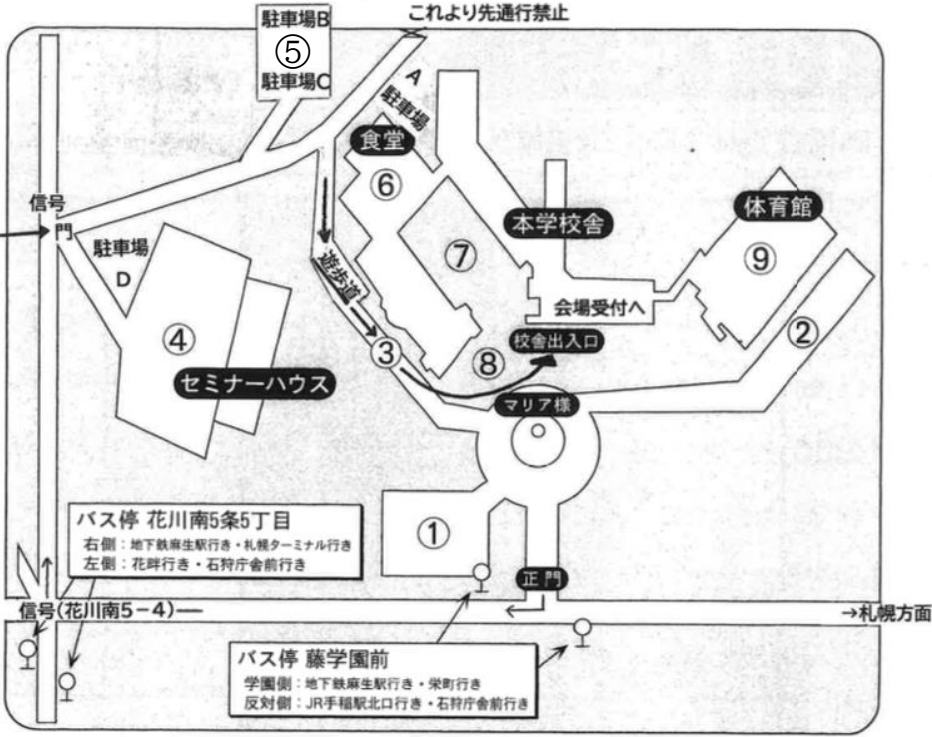 これより先通行禁止
駐車場B
⑤
駐車場C
A
駐車場
食堂
⑥
信号
門
駐車場
D
遊歩道
⑦
本学校舎
体育館
⑨
会場受付へ
②
校舎出入口
④
③
⑧
セミナーハウス
マリア様
①
バス停 花川南5条5丁目
右側:地下鉄麻生駅行き・札幌ターミナル行き
左側:花畔行き・石狩庁舎前行き
正門
信号(花川南5-4)
→札幌方面
バス停 藤学園前
学園側:地下鉄麻生駅行き・栄町行き
反対側:JR手稲駅北口行き・石狩庁舎前行き